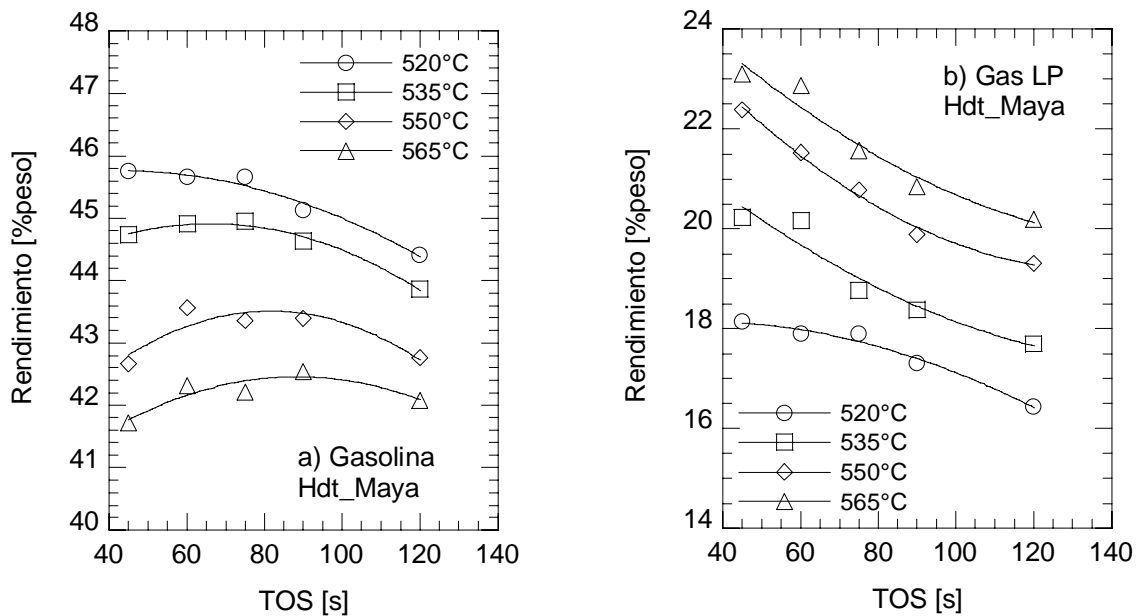 48
47
46
45
44
43
42
41
40
Rendimiento [%peso]
520°C
535°C
550°C
565°C
a) Gasolina
Hdt_Maya
40 60 80 100 120 140
TOS [s]
24
22
20
18
16
14
Rendimiento [%peso]
b) Gas LP
Hdt_Maya
520°C
535°C
550°C
565°C
40 60 80 100 120 140
TOS [s]